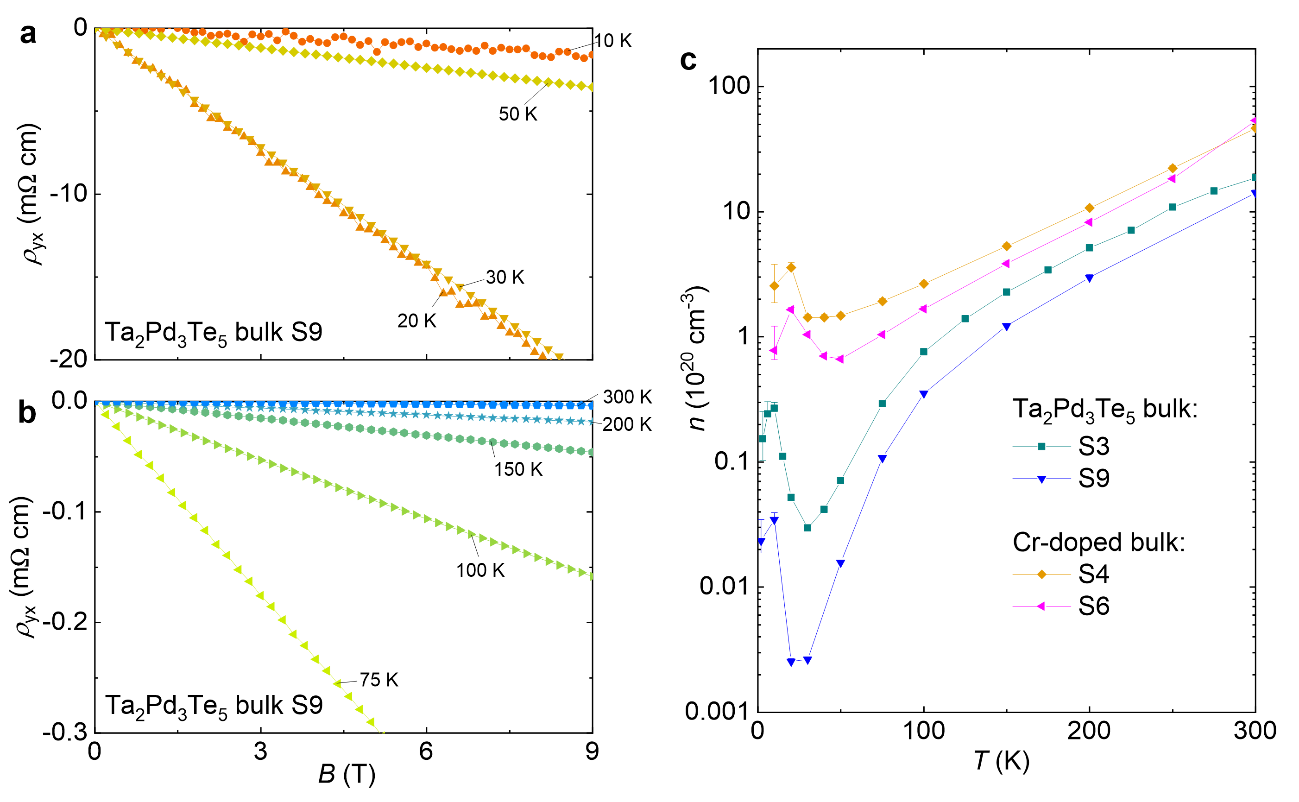 a
0
-10
-20
ρyx (mΩ cm)
10 K
50 K
30 K
20 K
Ta2Pd3Te5 bulk S9
b
0.0
-0.1
-0.2
-0.3
ρyx (mΩ cm)
300 K
200 K
150 K
100 K
75 K
Ta2Pd3Te5 bulk S9
0 3 6 9
B (T)
c
100
10
1
0.1
0.01
0.001
n (10^20 cm^-3)
Ta2Pd3Te5 bulk:
S3
S9
Cr-doped bulk:
S4
S6
0 100 200 300
T (K)